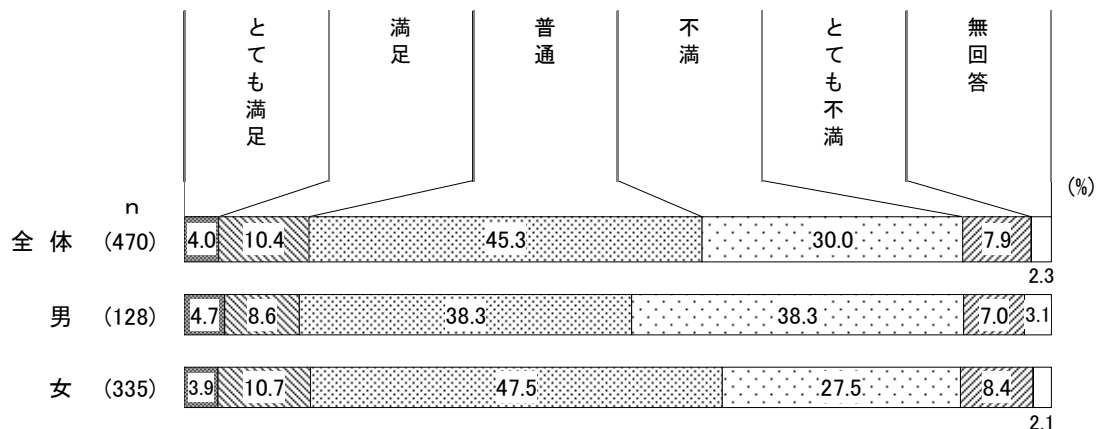 とても満足
満足
普通
不満
とても不満
無回答
(%)
n
全 体 (470) 4.0 10.4 45.3 30.0 7.9
2.3
男 (128) 4.7 8.6 38.3 38.3 7.0 3.1
女 (335) 3.9 10.7 47.5 27.5 8.4
2.1